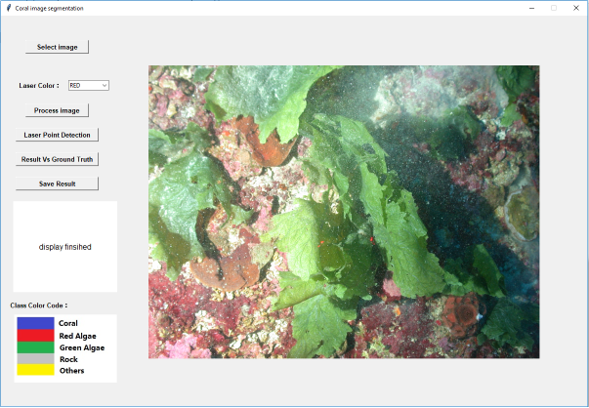 Coral image segmentation
Select image
Laser Color : RED
Process image
Laser Point Detection
Result Vs Ground Truth
Save Result
display finsihed
Class Color Code :
Coral
Red Algae
Green Algae
Rock
Others